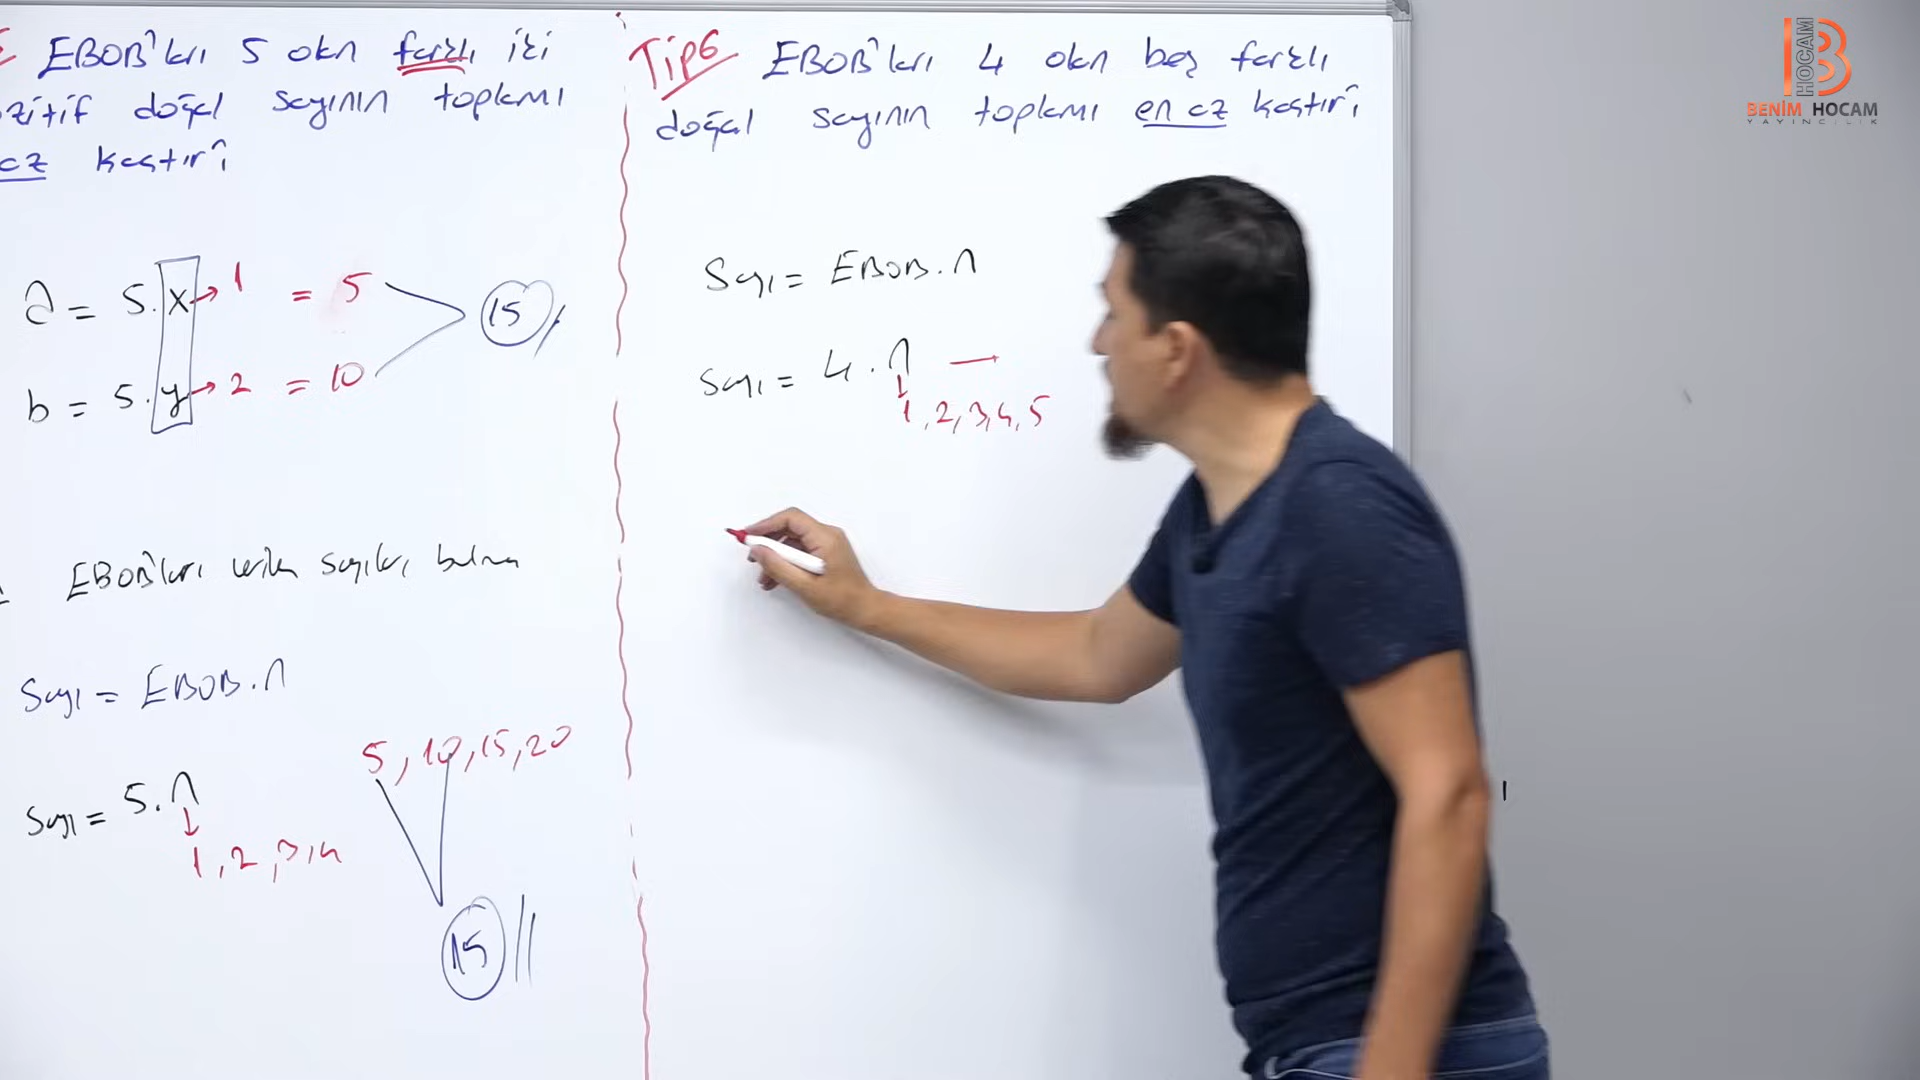 EBOB'ları 5 olan farklı iki
zitif doğal sayının toplamı
az kaçtır?
a = 5.x → 1 = 5
b = 5.y → 2 = 10
15
EBOB'ları verilen sayıları bulma
Sayı = EBOB.n
Sayı = 5.n
1, 2, 3, 4
5, 10, 15, 20
15
Tip6 EBOB'ları 4 olan beş farklı
doğal sayının toplamı en az kaçtır?
Sayı = EBOB.n
Sayı = 4.n →
1, 2, 3, 4, 5
HOCAM
BENİM HOCAM
YAYINCILIK